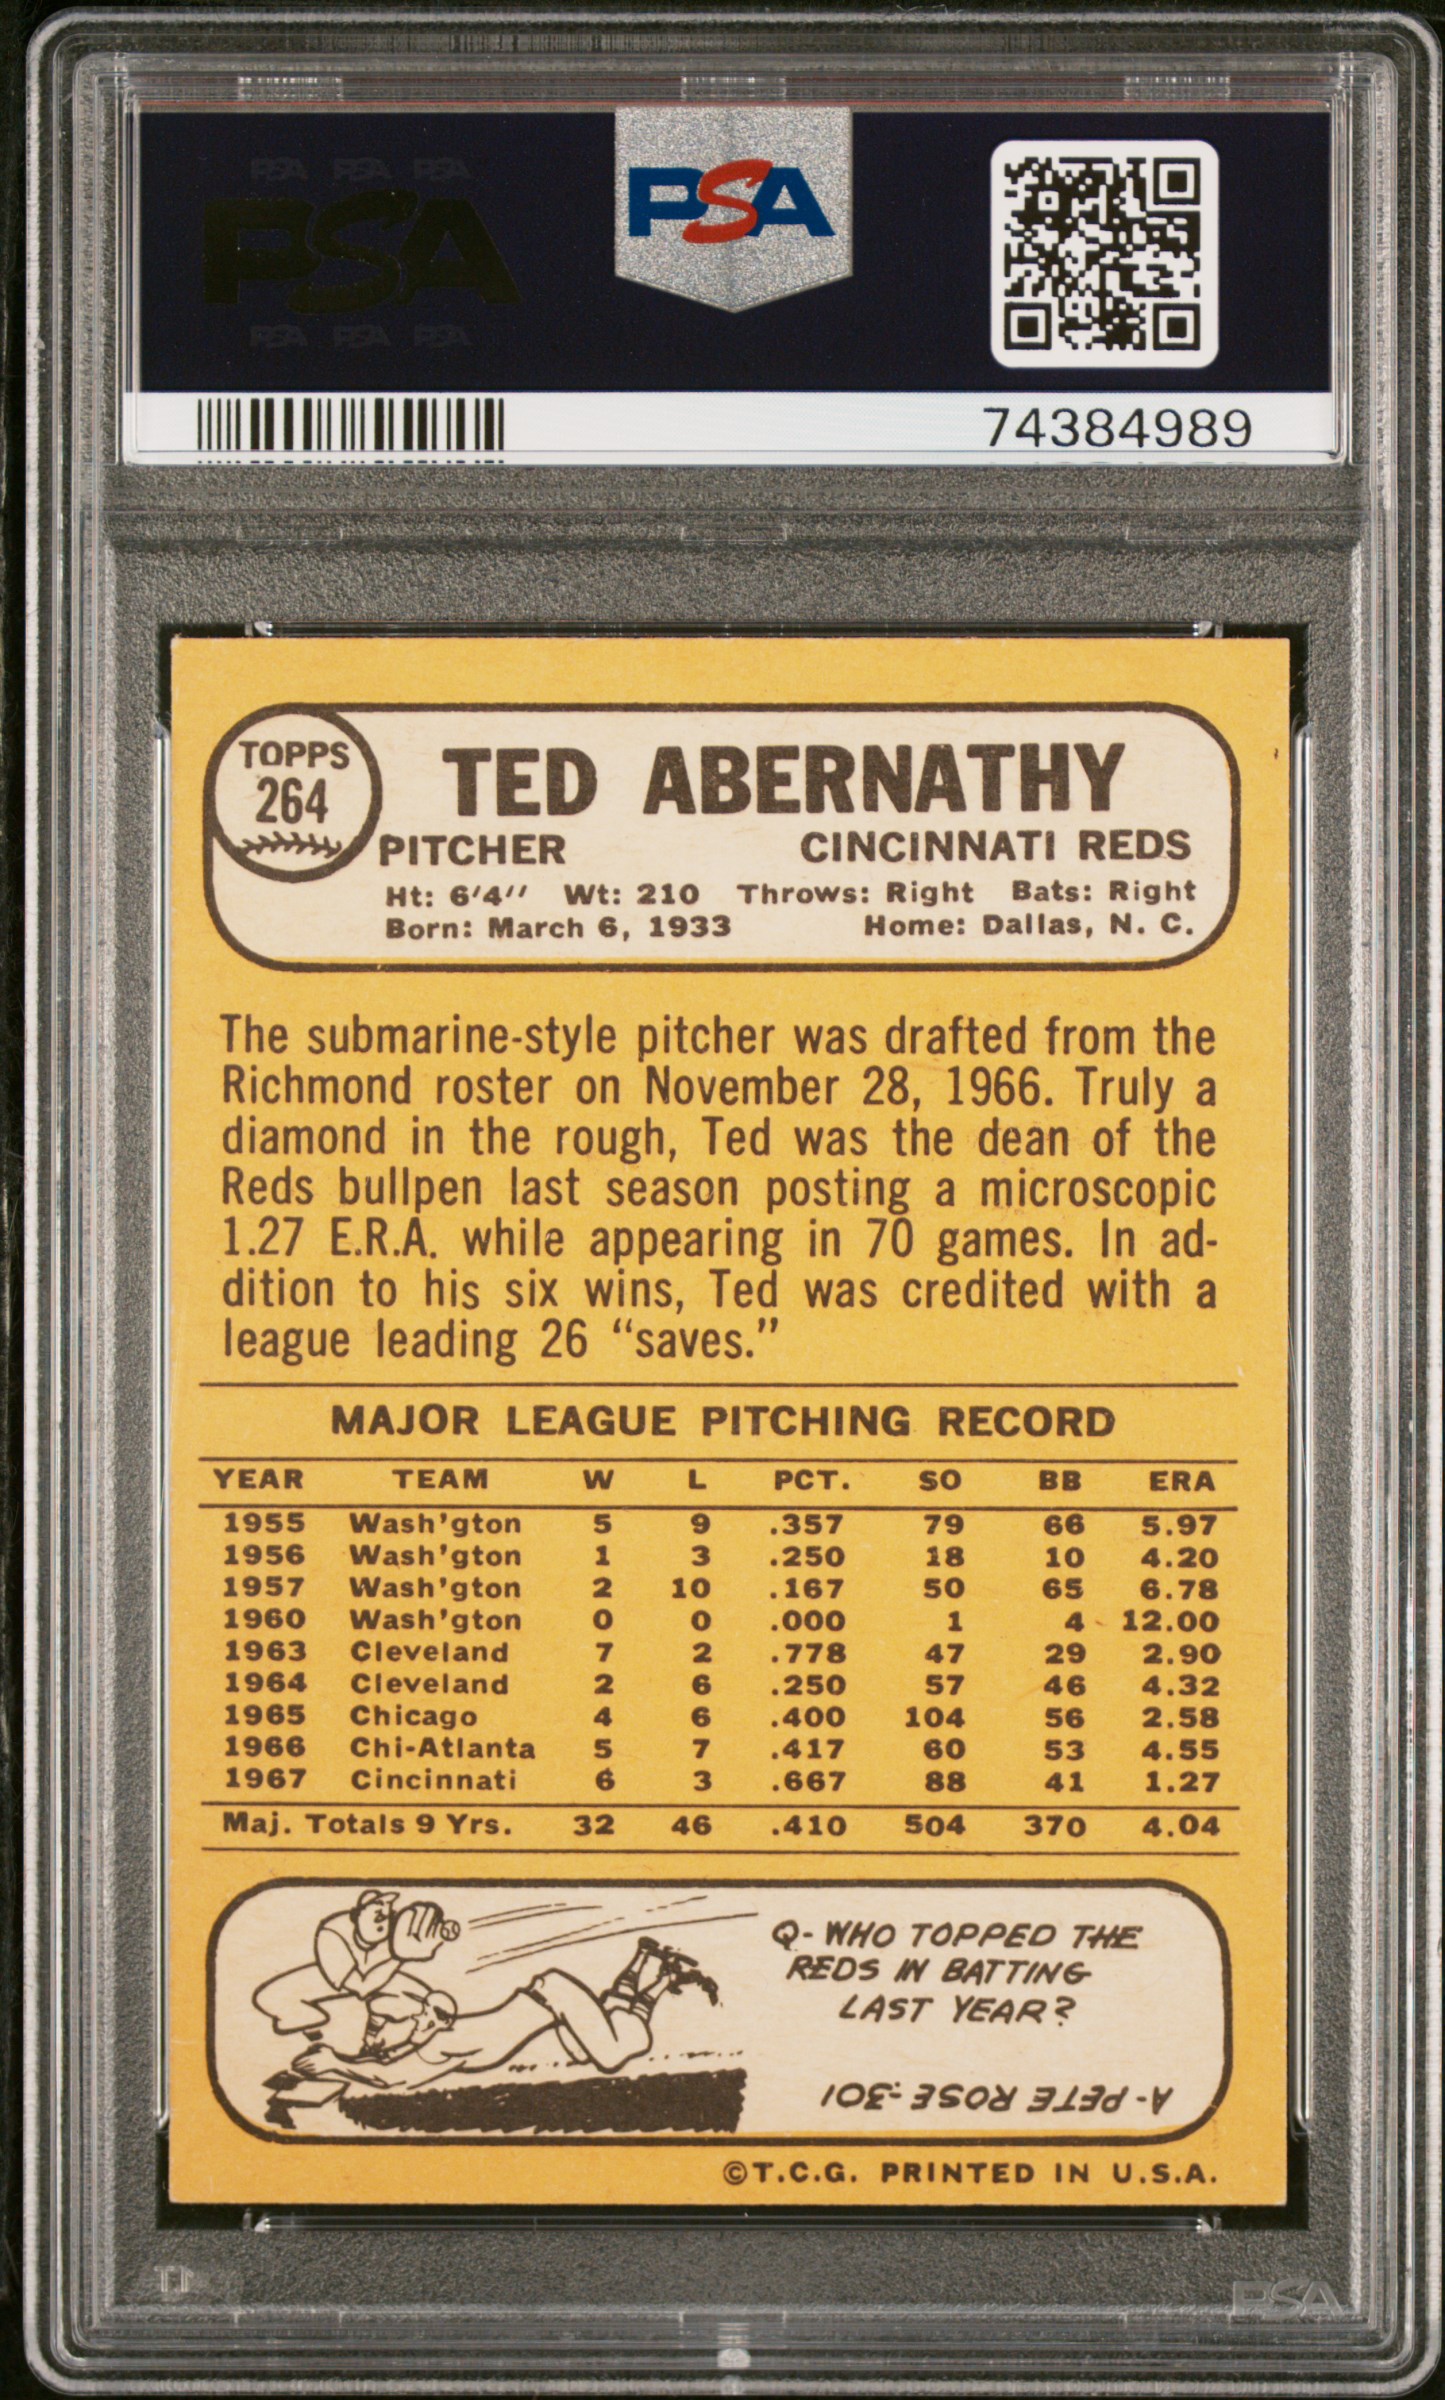 PSA PSA PSA
PSA
PSA PSA PSA
PSA
74384989
TOPPS
264
TED ABERNATHY
PITCHER CINCINNATI REDS
Ht: 6'4'' Wt: 210 Throws: Right Bats: Right
Born: March 6, 1933 Home: Dallas, N. C.
The submarine-style pitcher was drafted from the
Richmond roster on November 28, 1966. Truly a
diamond in the rough, Ted was the dean of the
Reds bullpen last season posting a microscopic
1.27 E.R.A. while appearing in 70 games. In ad-
dition to his six wins, Ted was credited with a
league leading 26 “saves.”
MAJOR LEAGUE PITCHING RECORD
YEAR TEAM W L PCT. SO BB ERA
1955 Wash'gton 5 9 .357 79 66 5.97
1956 Wash'gton 1 3 .250 18 10 4.20
1957 Wash'gton 2 10 .167 50 65 6.78
1960 Wash'gton 0 0 .000 1 4 12.00
1963 Cleveland 7 2 .778 47 29 2.90
1964 Cleveland 2 6 .250 57 46 4.32
1965 Chicago 4 6 .400 104 56 2.58
1966 Chi-Atlanta 5 7 .417 60 53 4.55
1967 Cincinnati 6 3 .667 88 41 1.27
Maj. Totals 9 Yrs. 32 46 .410 504 370 4.04
Q- WHO TOPPED THE
REDS IN BATTING
LAST YEAR?
A- PETE ROSE-.301
©T.C.G. PRINTED IN U.S.A.
PSA